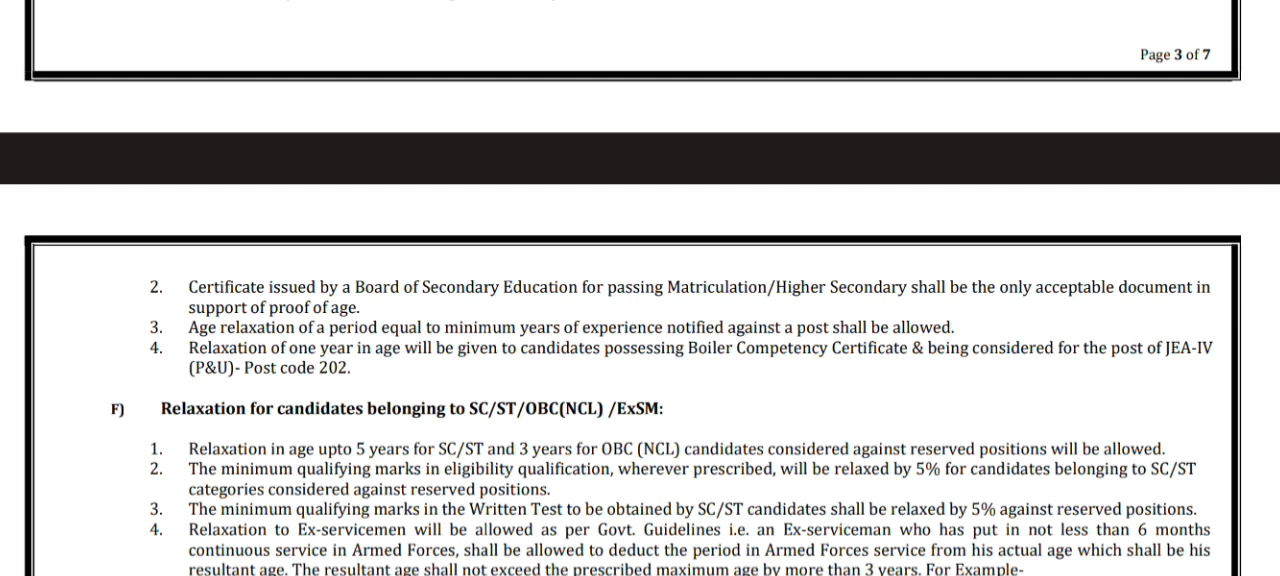 Page 3 of 7
2. Certificate issued by a Board of Secondary Education for passing Matriculation/Higher Secondary shall be the only acceptable document in
support of proof of age.
3. Age relaxation of a period equal to minimum years of experience notified against a post shall be allowed.
4. Relaxation of one year in age will be given to candidates possessing Boiler Competency Certificate & being considered for the post of JEA-IV
(P&U)- Post code 202.
F) Relaxation for candidates belonging to SC/ST/OBC(NCL) /ExSM:
1. Relaxation in age upto 5 years for SC/ST and 3 years for OBC (NCL) candidates considered against reserved positions will be allowed.
2. The minimum qualifying marks in eligibility qualification, wherever prescribed, will be relaxed by 5% for candidates belonging to SC/ST
categories considered against reserved positions.
3. The minimum qualifying marks in the Written Test to be obtained by SC/ST candidates shall be relaxed by 5% against reserved positions.
4. Relaxation to Ex-servicemen will be allowed as per Govt. Guidelines i.e. an Ex-serviceman who has put in not less than 6 months
continuous service in Armed Forces, shall be allowed to deduct the period in Armed Forces service from his actual age which shall be his
resultant age. The resultant age shall not exceed the prescribed maximum age by more than 3 years. For Example-